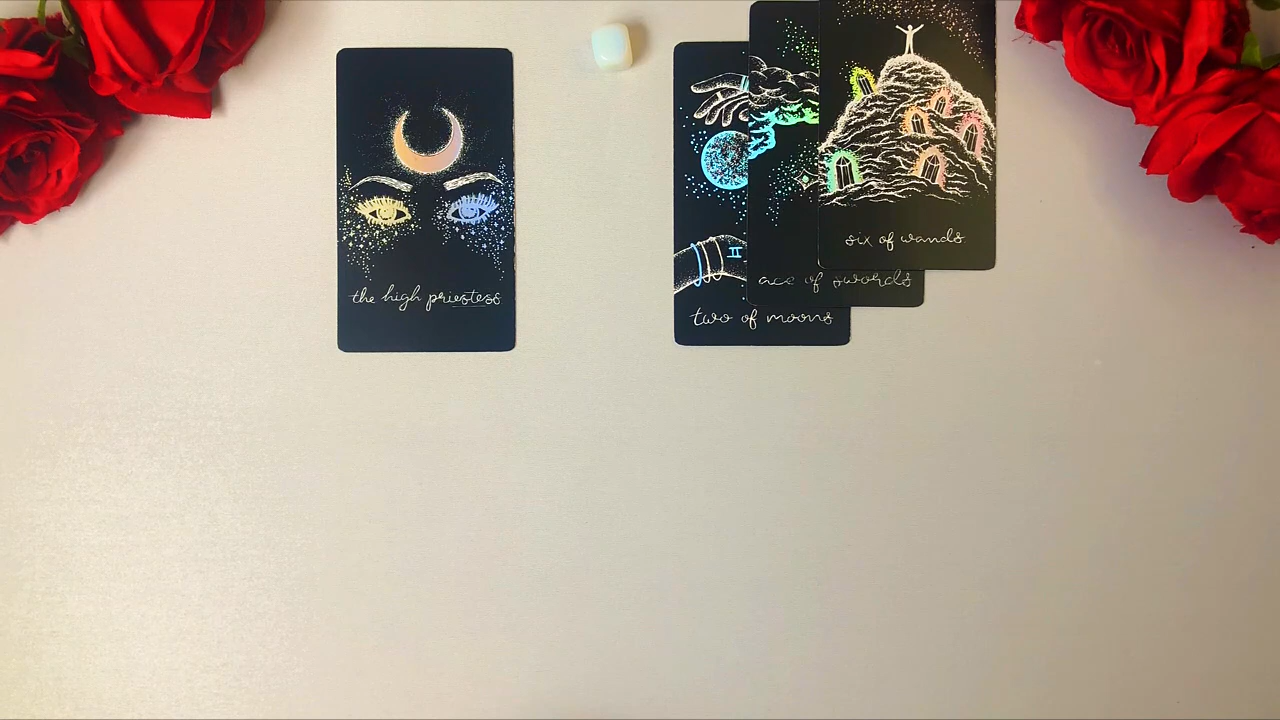 the high priestess
two of moons
ace of swords
six of wands